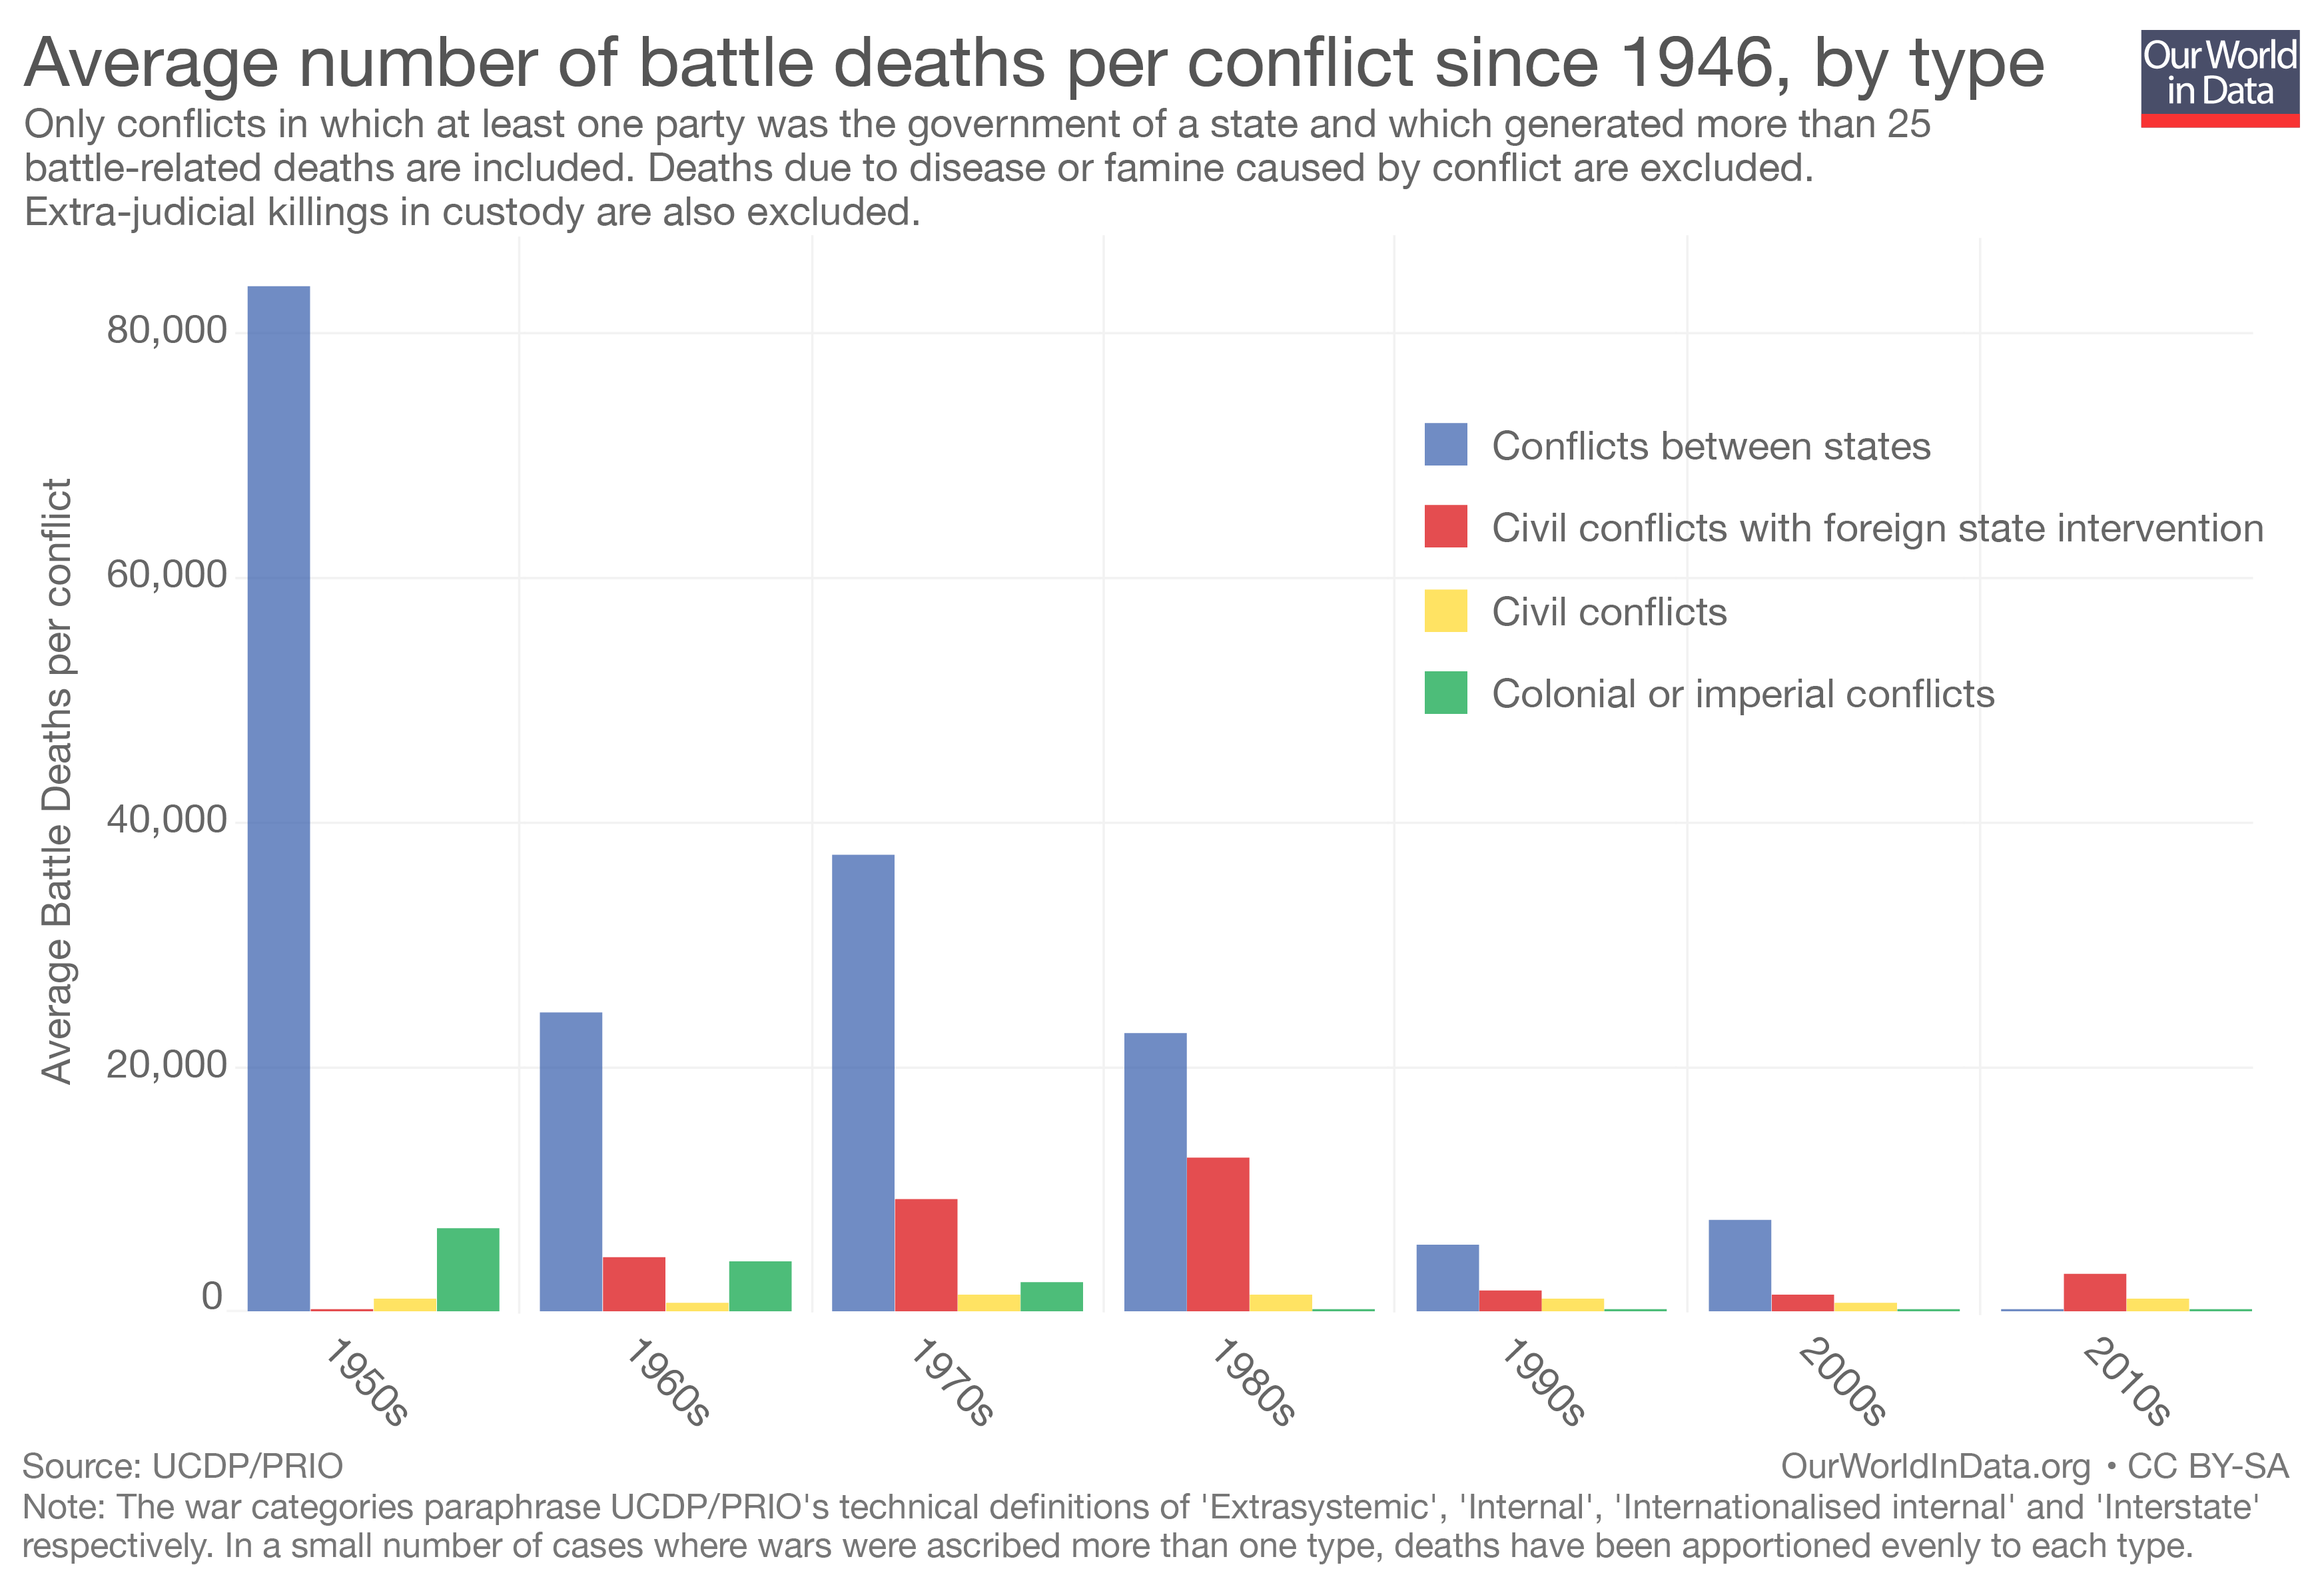 Average number of battle deaths per conflict since 1946, by type
Our World
in Data
Only conflicts in which at least one party was the government of a state and which generated more than 25
battle-related deaths are included. Deaths due to disease or famine caused by conflict are excluded.
Extra-judicial killings in custody are also excluded.
Average Battle Deaths per conflict
80,000
60,000
40,000
20,000
0
Conflicts between states
Civil conflicts with foreign state intervention
Civil conflicts
Colonial or imperial conflicts
1950s
1960s
1970s
1980s
1990s
2000s
2010s
Source: UCDP/PRIO
OurWorldInData.org • CC BY-SA
Note: The war categories paraphrase UCDP/PRIO's technical definitions of 'Extrasystemic', 'Internal', 'Internationalised internal' and 'Interstate'
respectively. In a small number of cases where wars were ascribed more than one type, deaths have been apportioned evenly to each type.